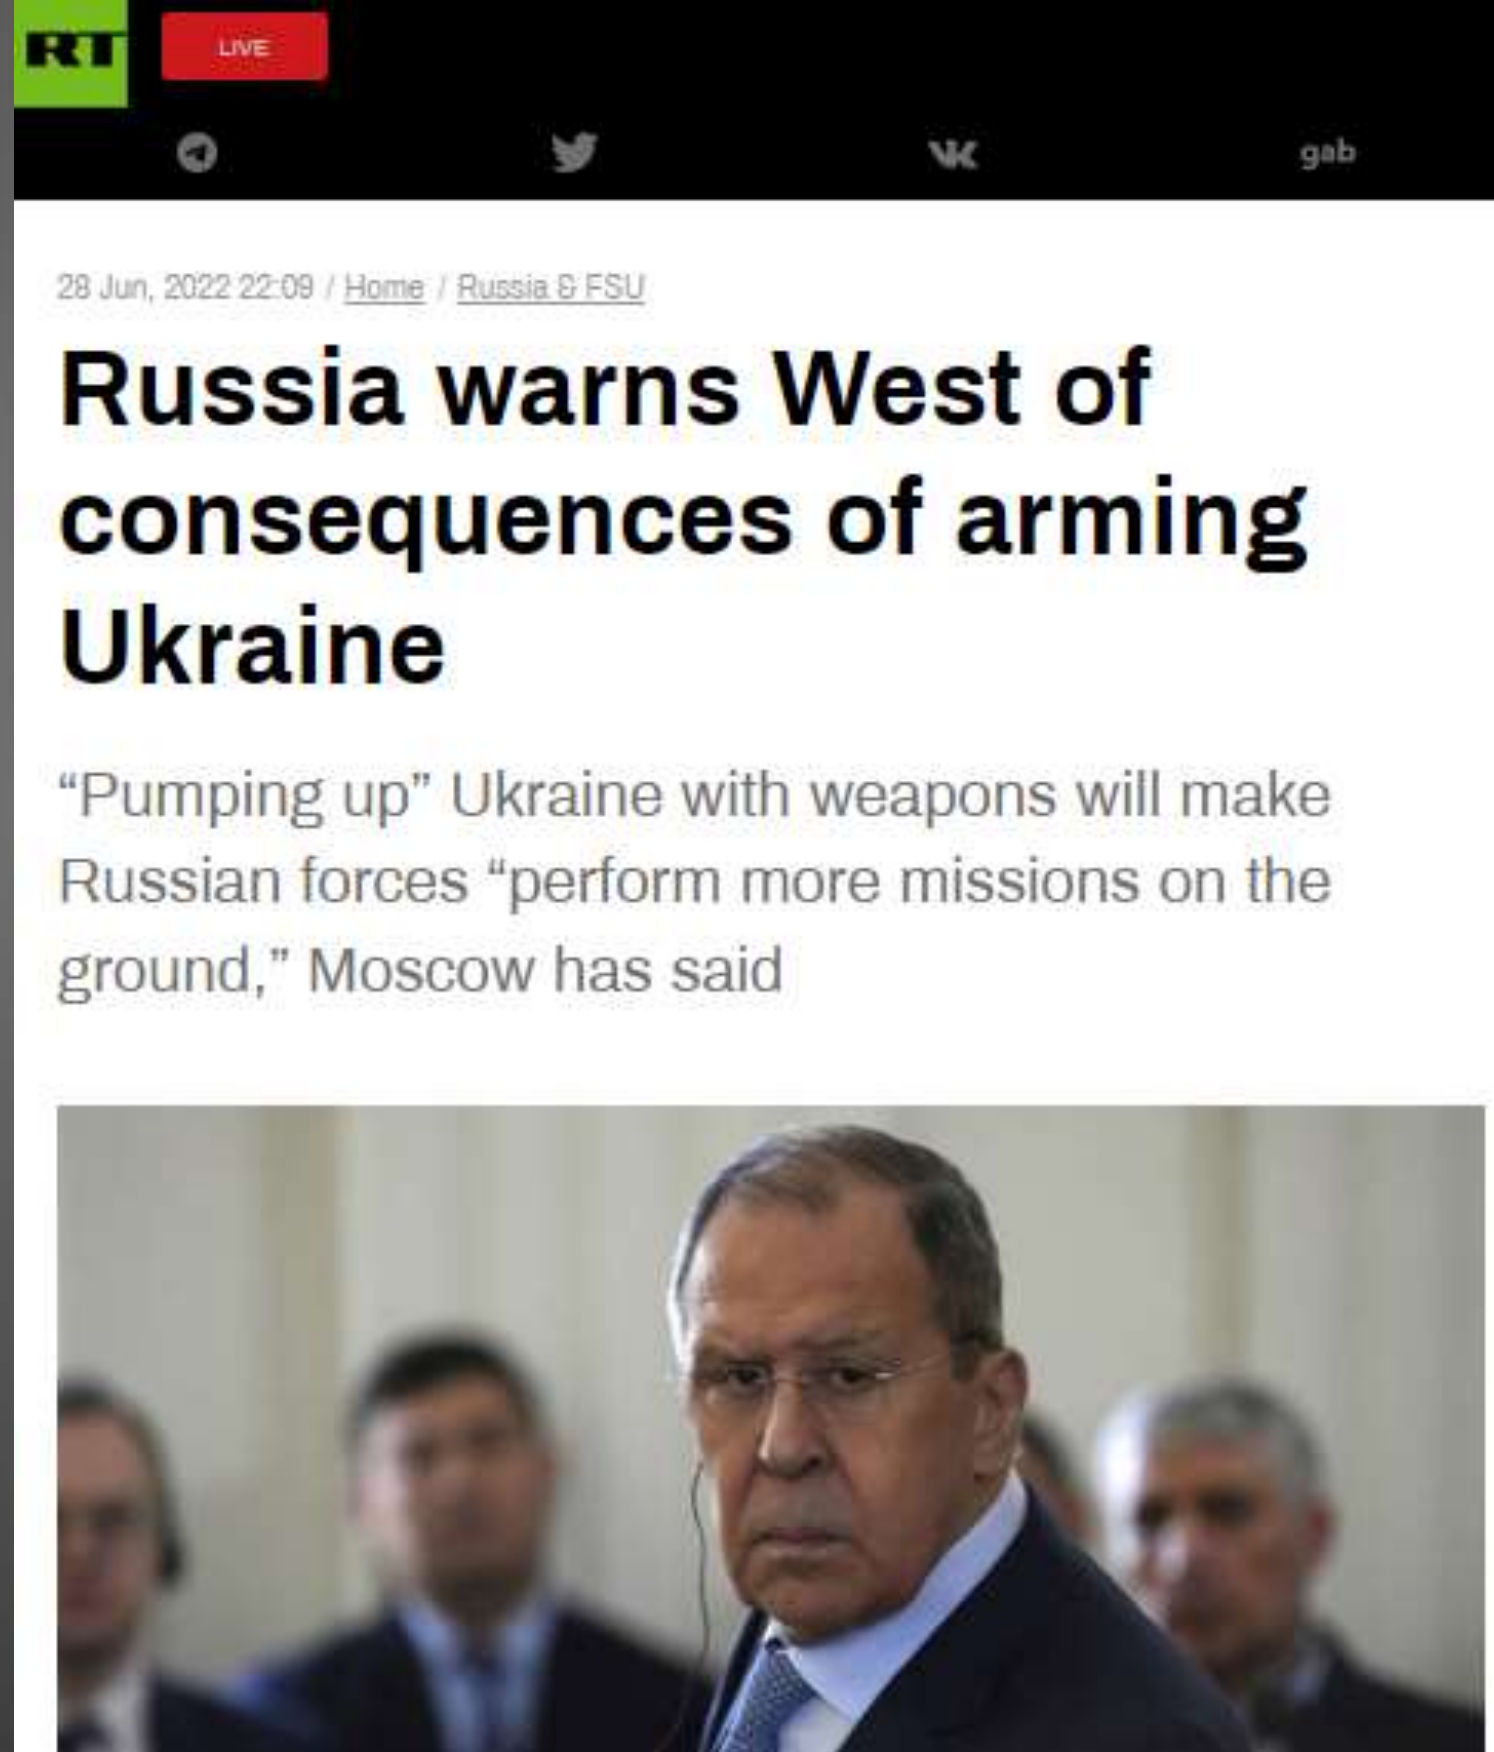 RT
LIVE
gab
28 Jun, 2022 22:09 / Home / Russia & FSU
Russia warns West of
consequences of arming
Ukraine
“Pumping up” Ukraine with weapons will make
Russian forces “perform more missions on the
ground,” Moscow has said